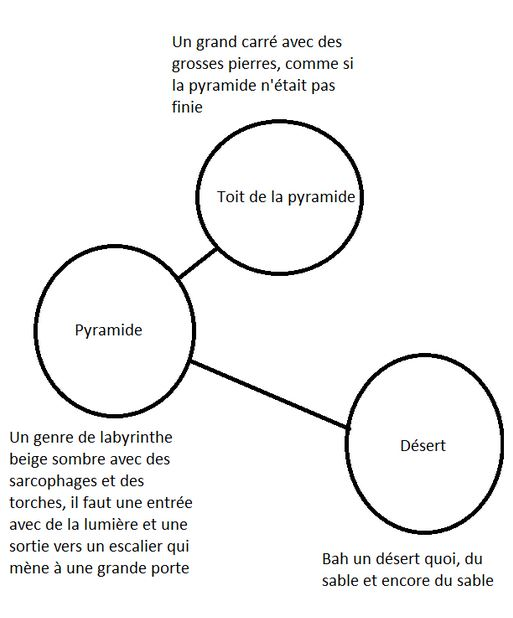 Un grand carré avec des
grosses pierres, comme si
la pyramide n'était pas
finie
Toit de la pyramide
Pyramide
Désert
Un genre de labyrinthe
beige sombre avec des
sarcophages et des
torches, il faut une entrée
avec de la lumière et une
sortie vers un escalier qui
mène à une grande porte
Bah un désert quoi, du
sable et encore du sable